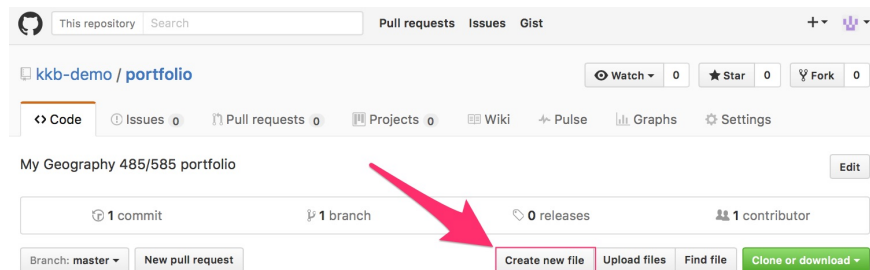 This repository Search Pull requests Issues Gist
kkb-demo / portfolio Watch 0 Star 0 Fork 0
Code Issues 0 Pull requests 0 Projects 0 Wiki Pulse Graphs Settings
My Geography 485/585 portfolio Edit
1 commit 1 branch 0 releases 1 contributor
Branch: master New pull request Create new file Upload files Find file Clone or download